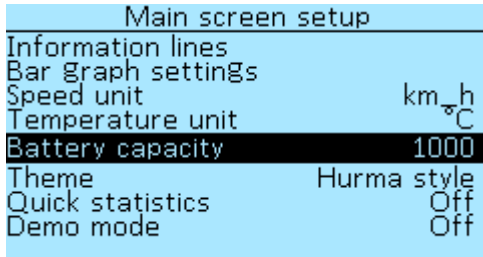 Main screen setup
Information lines
Bar graph settings
Speed unit km_h
Temperature unit °C
Battery capacity 1000
Theme Hurma style
Quick statistics Off
Demo mode Off